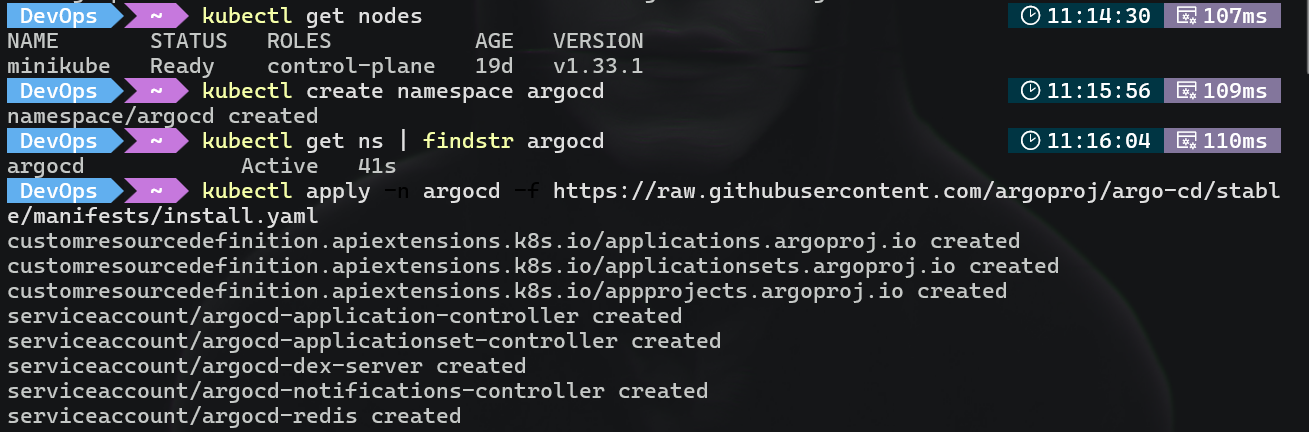 DevOps ~ kubectl get nodes 11:14:30 107ms
NAME STATUS ROLES AGE VERSION
minikube Ready control-plane 19d v1.33.1
DevOps ~ kubectl create namespace argocd 11:15:56 109ms
namespace/argocd created
DevOps ~ kubectl get ns | findstr argocd 11:16:04 110ms
argocd Active 41s
DevOps ~ kubectl apply -n argocd -f https://raw.githubusercontent.com/argoproj/argo-cd/stabl
e/manifests/install.yaml
customresourcedefinition.apiextensions.k8s.io/applications.argoproj.io created
customresourcedefinition.apiextensions.k8s.io/applicationsets.argoproj.io created
customresourcedefinition.apiextensions.k8s.io/appprojects.argoproj.io created
serviceaccount/argocd-application-controller created
serviceaccount/argocd-applicationset-controller created
serviceaccount/argocd-dex-server created
serviceaccount/argocd-notifications-controller created
serviceaccount/argocd-redis created